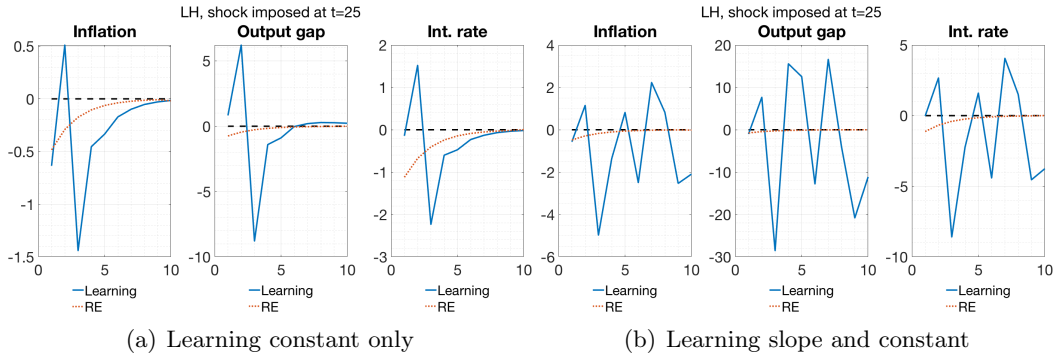 LH, shock imposed at t=25
Inflation
Output gap
Int. rate
0.5
0
-0.5
-1
-1.5
0
5
10
5
0
-5
-10
0
5
10
2
1
0
-1
-2
-3
0
5
10
Learning
RE
Learning
RE
Learning
RE
(a) Learning constant only
LH, shock imposed at t=25
Inflation
Output gap
Int. rate
4
2
0
-2
-4
-6
0
5
10
20
10
0
-10
-20
-30
0
5
10
5
0
-5
-10
0
5
10
Learning
RE
Learning
RE
Learning
RE
(b) Learning slope and constant